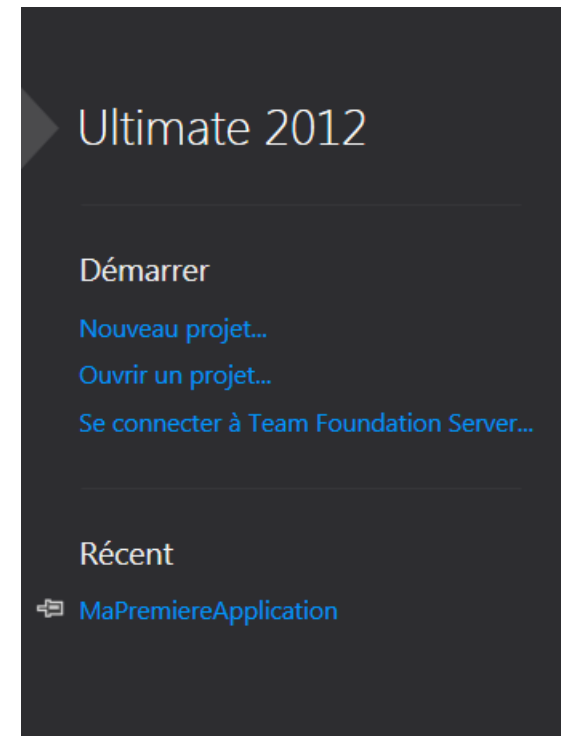 Ultimate 2012
Démarrer
Nouveau projet...
Ouvrir un projet...
Se connecter à Team Foundation Server...
Récent
MaPremiereApplication